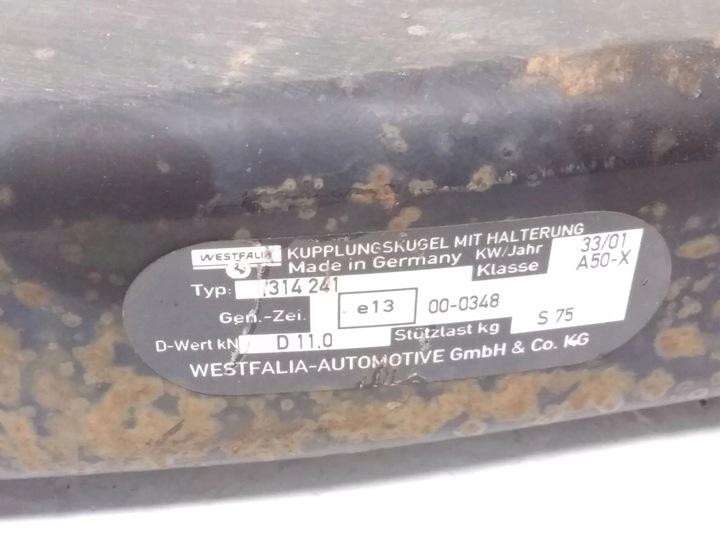 WESTFALIA KUPPLUNGSKUGEL MIT HALTERUNG
Made in Germany KW/Jahr 33/01
Klasse A50-X
Typ: 314 241
Gen.-Zei. e13 00-0348
D-Wert kN D 11.0 Stützlast kg S 75
WESTFALIA-AUTOMOTIVE GmbH & Co. KG